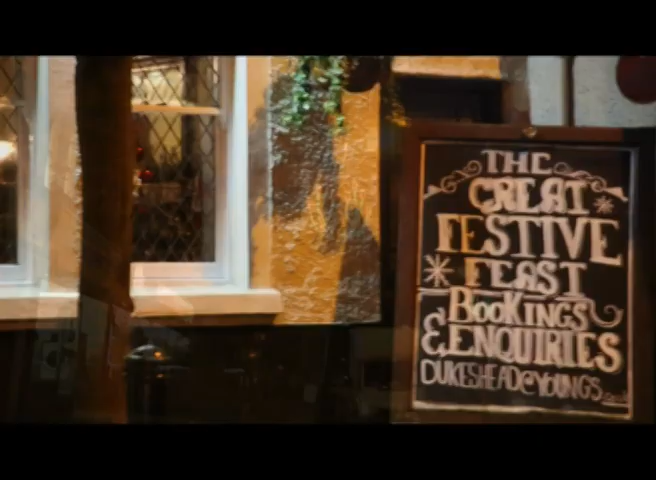 THE
GREAT
FESTIVE
FEAST
BOOKINGS
& ENQUIRIES
DUKESHEAD@YOUNGS.